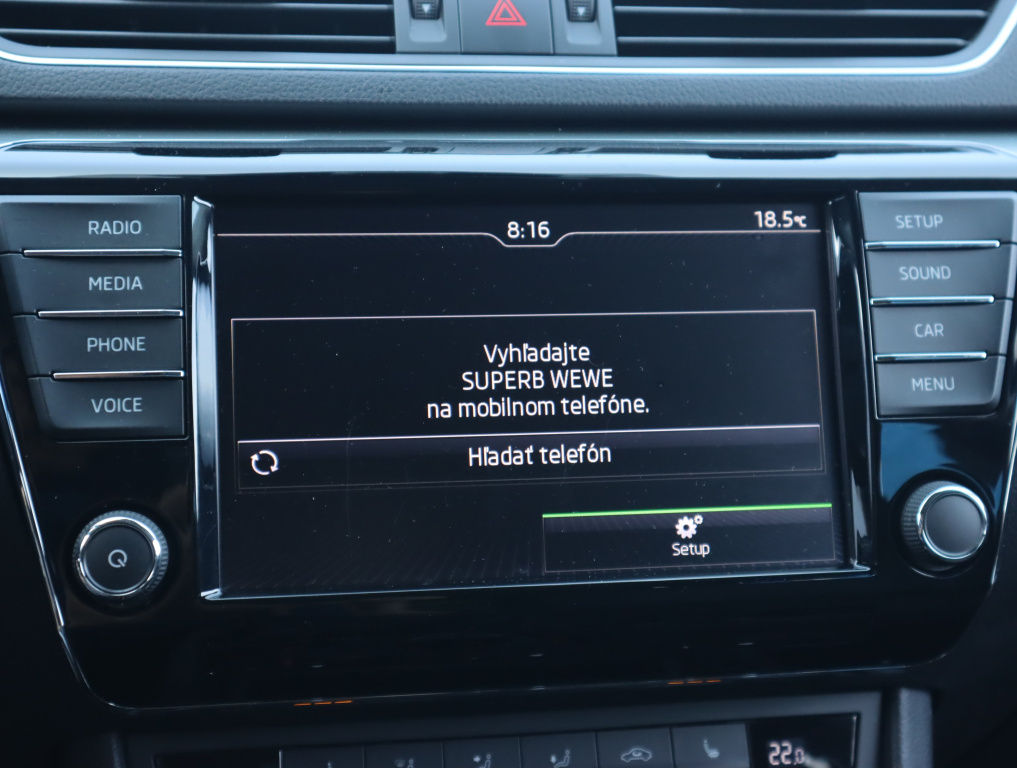 8:16
18.5°C
RADIO
MEDIA
PHONE
VOICE
Vyhľadajte
SUPERB WEWE
na mobilnom telefóne.
Hľadať telefón
Setup
SETUP
SOUND
CAR
MENU
22.0